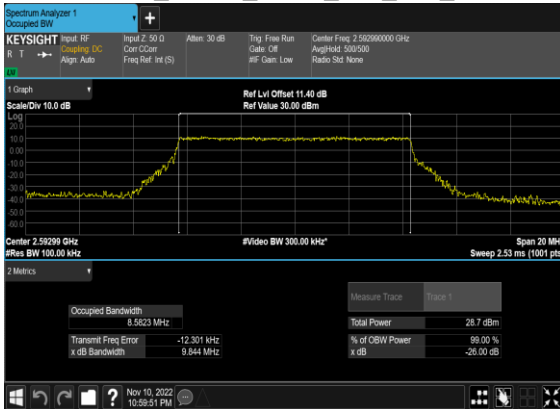 Spectrum Analyzer 1
Occupied BW
+
KEYSIGHT Input: RF Input Z: 50 Ω Atten: 30 dB Trig: Free Run Center Freq: 2.592990000 GHz
R T Coupling: DC Corr CCorr Gate: Off Avg|Hold: 500/500
Align: Auto Freq Ref: Int (S) #IF Gain: Low Radio Std: None
LW
1 Graph
Ref Lvl Offset 11.40 dB
Scale/Div 10.0 dB Ref Value 30.00 dBm
Log
20.0
10.0
0.00
-10.0
-20.0
-30.0
-40.0
-50.0
-60.0
Center 2.59299 GHz #Video BW 300.00 kHz* Span 20 MH
#Res BW 100.00 kHz Sweep 2.53 ms (1001 pts
2 Metrics
Measure Trace Trace 1
Occupied Bandwidth
8.5823 MHz Total Power 28.7 dBm
Transmit Freq Error -12.301 kHz % of OBW Power 99.00 %
x dB Bandwidth 9.844 MHz x dB -26.00 dB
? Nov 10, 2022
10:59:51 PM